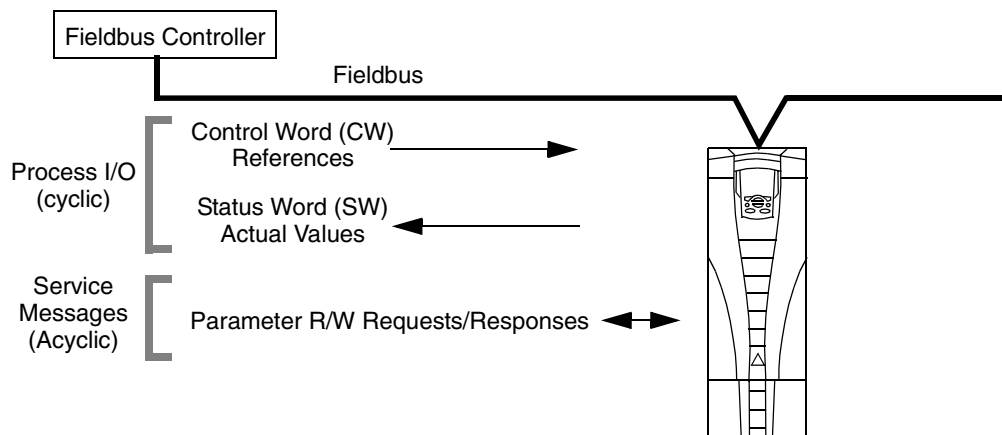 Fieldbus Controller
Fieldbus
Process I/O
(cyclic)
Control Word (CW)
References
Status Word (SW)
Actual Values
Service
Messages
(Acyclic)
Parameter R/W Requests/Responses